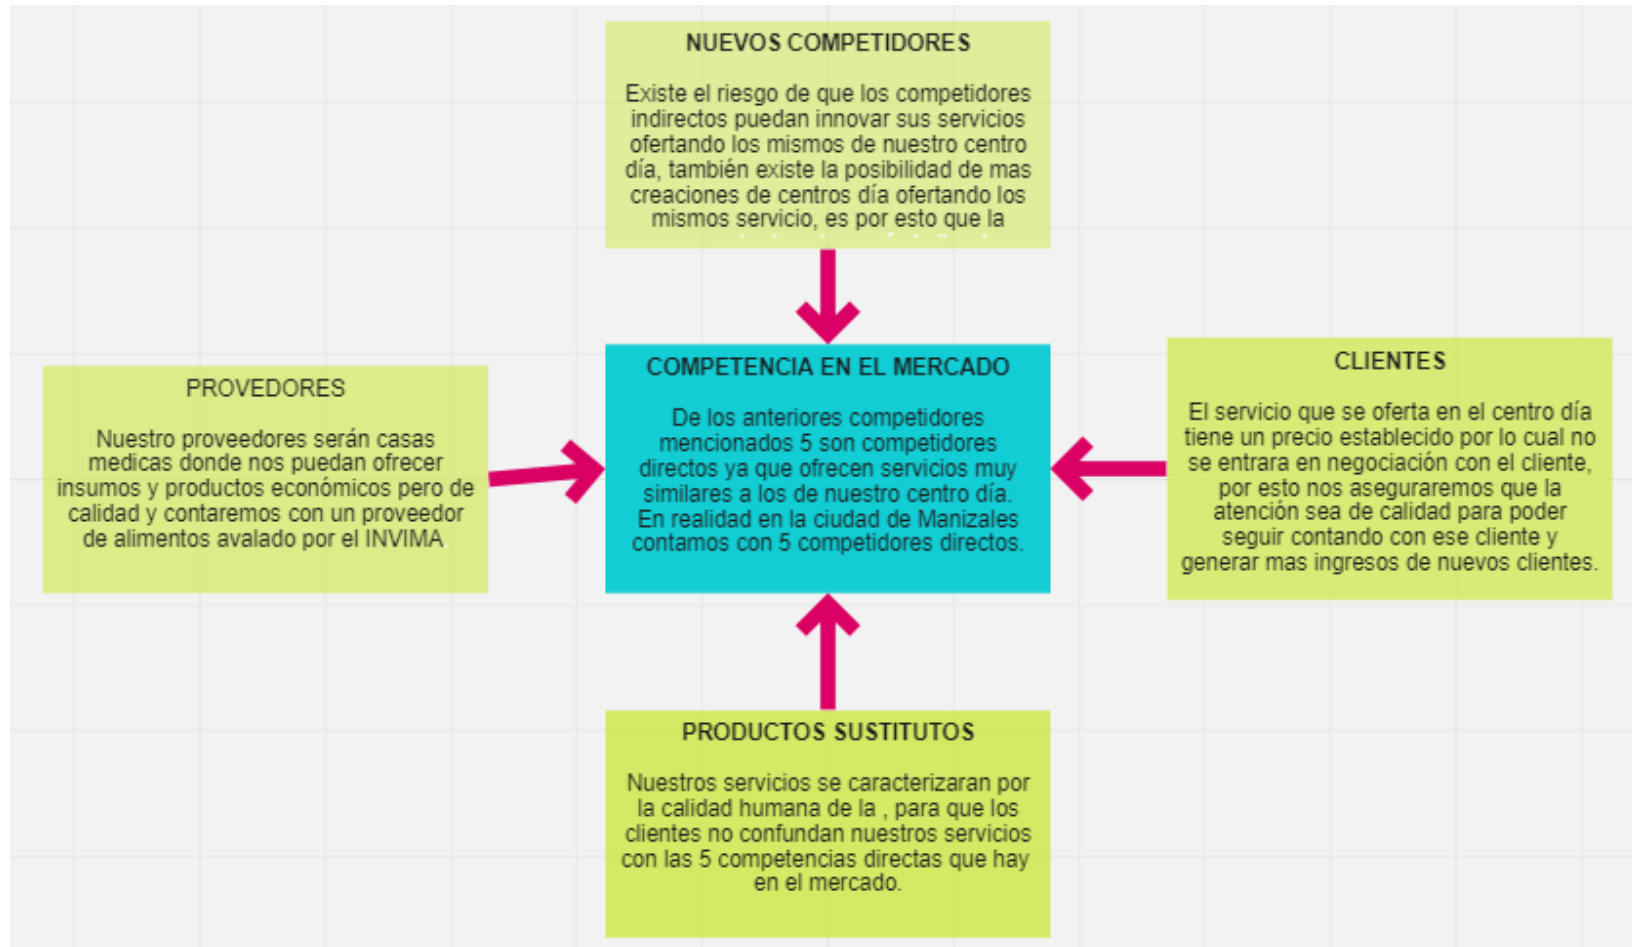 NUEVOS COMPETIDORES
Existe el riesgo de que los competidores
indirectos puedan innovar sus servicios
ofertando los mismos de nuestro centro
día, también existe la posibilidad de mas
creaciones de centros día ofertando los
mismos servicio, es por esto que la
PROVEDORES
Nuestro proveedores serán casas
medicas donde nos puedan ofrecer
insumos y productos económicos pero de
calidad y contaremos con un proveedor
de alimentos avalado por el INVIMA
COMPETENCIA EN EL MERCADO
De los anteriores competidores
mencionados 5 son competidores
directos ya que ofrecen servicios muy
similares a los de nuestro centro día.
En realidad en la ciudad de Manizales
contamos con 5 competidores directos.
CLIENTES
El servicio que se oferta en el centro día
tiene un precio establecido por lo cual no
se entrara en negociación con el cliente,
por esto nos aseguraremos que la
atención sea de calidad para poder
seguir contando con ese cliente y
generar mas ingresos de nuevos clientes.
PRODUCTOS SUSTITUTOS
Nuestros servicios se caracterizaran por
la calidad humana de la , para que los
clientes no confundan nuestros servicios
con las 5 competencias directas que hay
en el mercado.